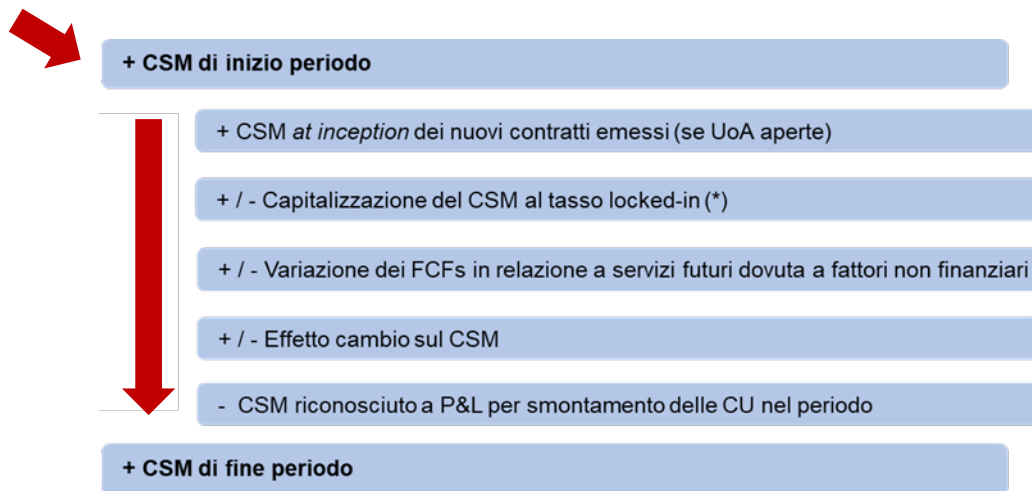 + CSM di inizio periodo
+ CSM at inception dei nuovi contratti emessi (se UoA aperte)
+ / - Capitalizzazione del CSM al tasso locked-in (*)
+ / - Variazione dei FCFs in relazione a servizi futuri dovuta a fattori non finanziari
+ / - Effetto cambio sul CSM
- CSM riconosciuto a P&L per smontamento delle CU nel periodo
+ CSM di fine periodo